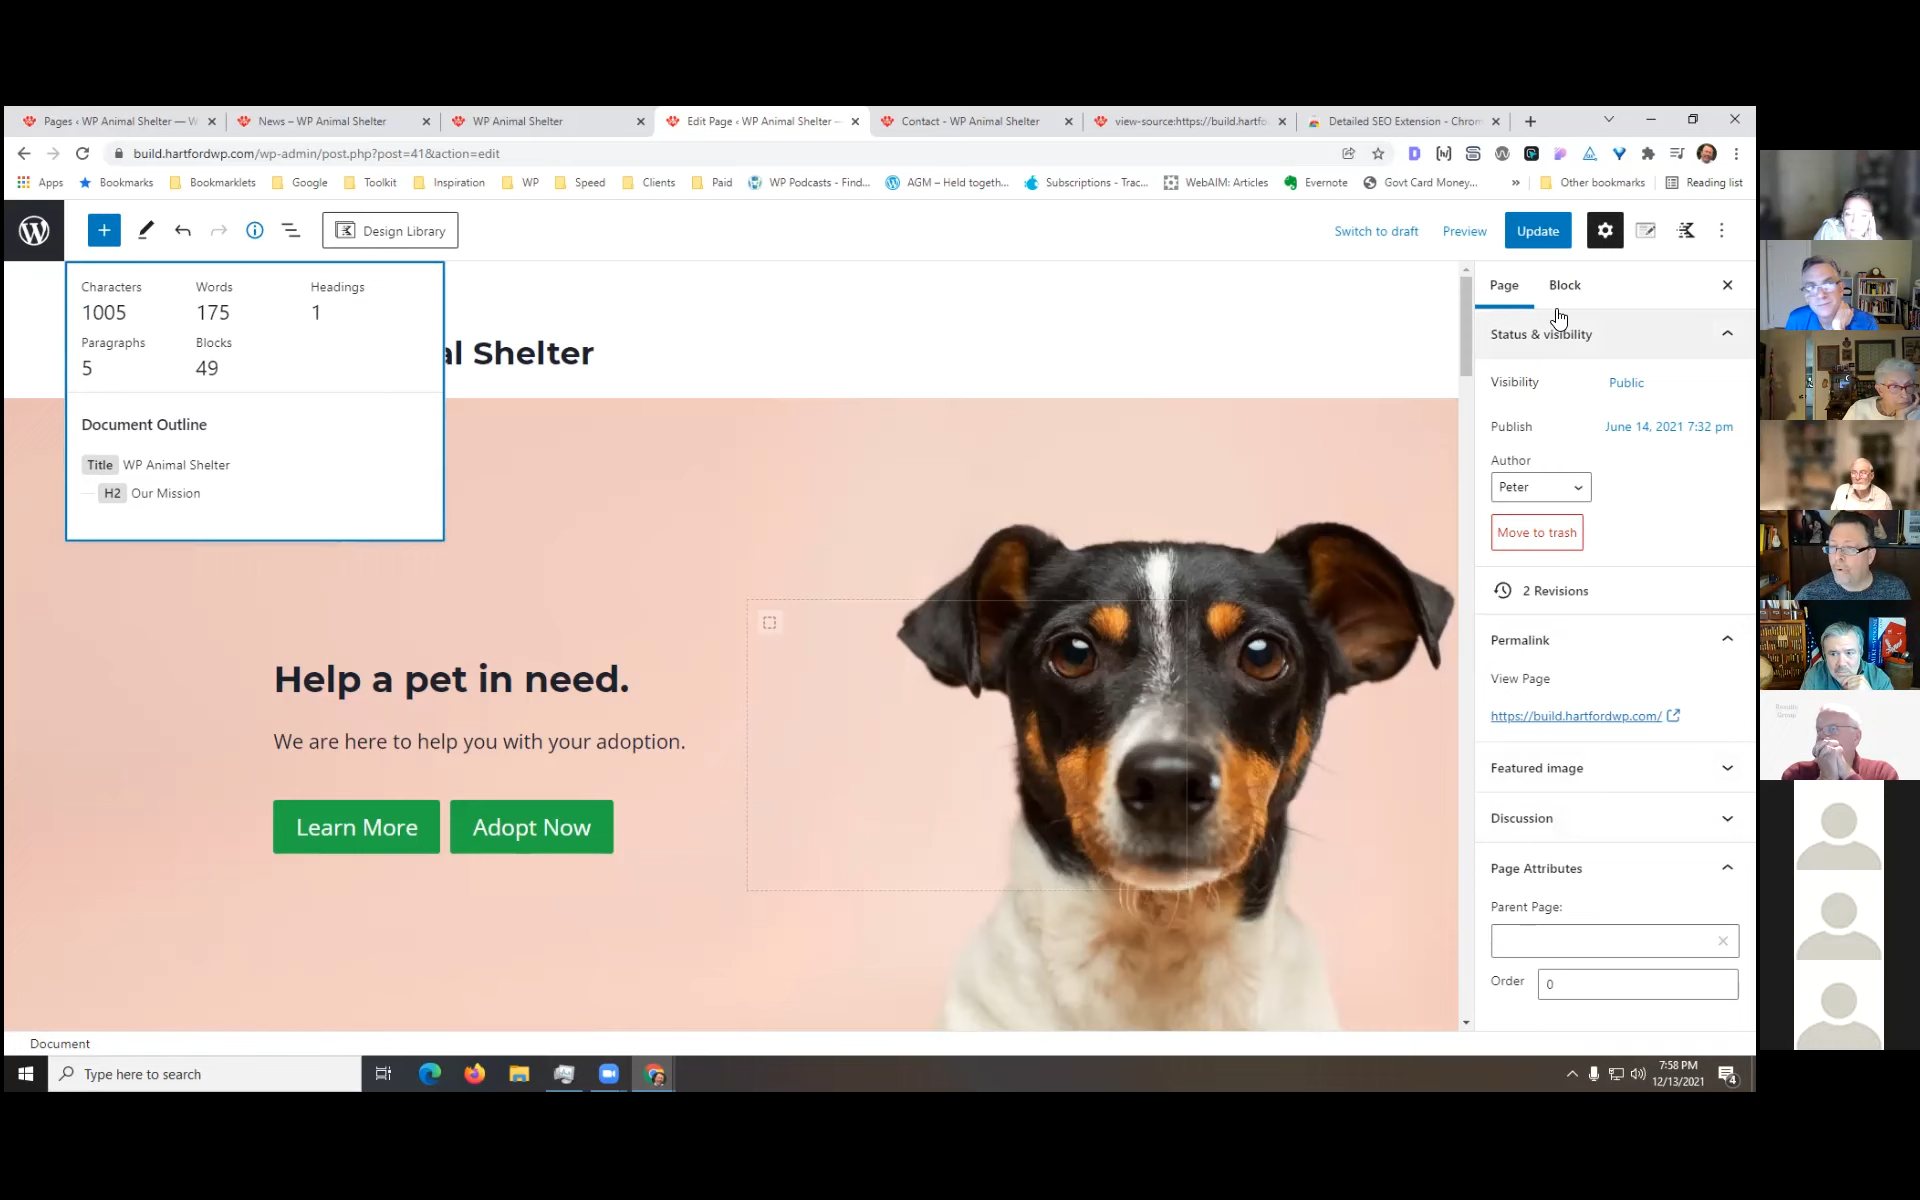 Pages ‹ WP Animal Shelter — W
News – WP Animal Shelter
WP Animal Shelter
Edit Page ‹ WP Animal Shelter —
Contact - WP Animal Shelter
view-source:https://build.hartfo
Detailed SEO Extension - Chrom
build.hartfordwp.com/wp-admin/post.php?post=41&action=edit
Apps
Bookmarks
Bookmarklets
Google
Toolkit
Inspiration
WP
Speed
Clients
Paid
WP Podcasts - Find...
AGM – Held togeth...
Subscriptions - Trac...
WebAIM: Articles
Evernote
Govt Card Money...
»
Other bookmarks
Reading list
Design Library
Switch to draft
Preview
Update
Characters
1005
Words
175
Headings
1
Paragraphs
5
Blocks
49
Document Outline
Title WP Animal Shelter
H2 Our Mission
al Shelter
Help a pet in need.
We are here to help you with your adoption.
Learn More
Adopt Now
Page
Block
Status & visibility
Visibility
Public
Publish
June 14, 2021 7:32 pm
Author
Peter
Move to trash
2 Revisions
Permalink
View Page
https://build.hartfordwp.com/
Featured image
Discussion
Page Attributes
Parent Page:
Order
0
Document
Type here to search
7:58 PM
12/13/2021
4
Results
Group